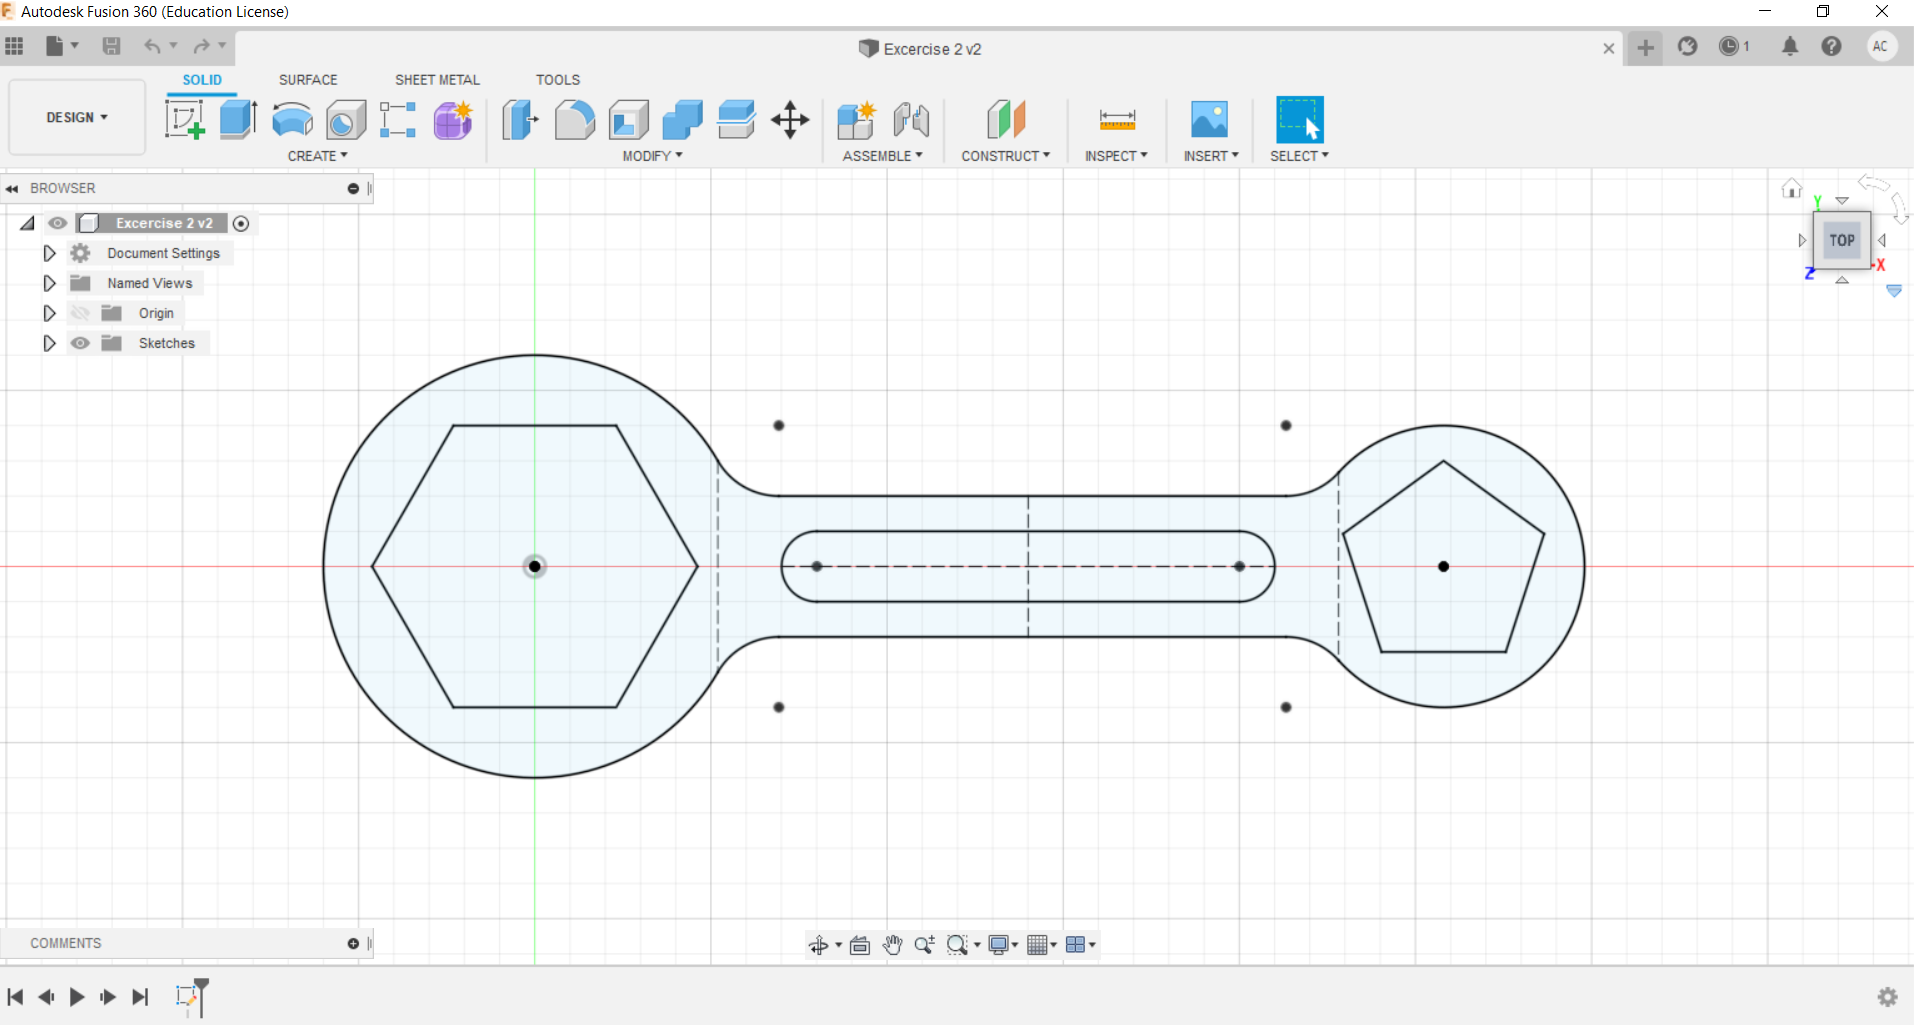 Autodesk Fusion 360 (Education License)
Excercise 2 v2
1
AC
DESIGN
SOLID SURFACE SHEET METAL TOOLS
CREATE MODIFY ASSEMBLE CONSTRUCT INSPECT INSERT SELECT
BROWSER
Excercise 2 v2
Document Settings
Named Views
Origin
Sketches
Y
TOP
X
Z
COMMENTS